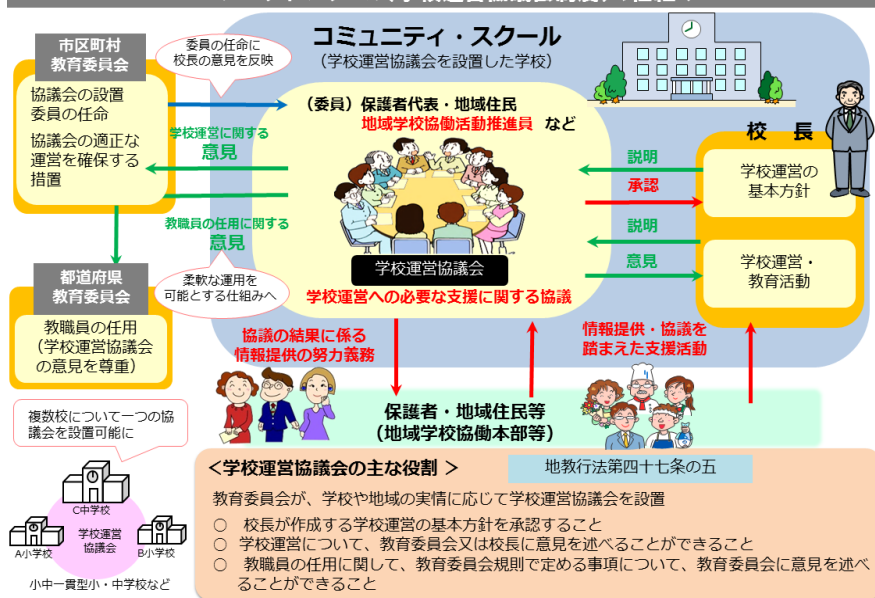 市区町村
教育委員会
協議会の設置
委員の任命
協議会の適正な
運営を確保する
措置
委員の任命に
校長の意見を反映
コミュニティ・スクール
(学校運営協議会を設置した学校)
(委員)保護者代表・地域住民
地域学校協働活動推進員 など
学校運営に関する
意見
教職員の任用に関する
意見
柔軟な運用を
可能とする仕組みへ
学校運営協議会
学校運営への必要な支援に関する協議
校 長
説明
承認
学校運営の
基本方針
説明
意見
学校運営・
教育活動
都道府県
教育委員会
教職員の任用
(学校運営協議会
の意見を尊重)
協議の結果に係る
情報提供の努力義務
情報提供・協議を
踏まえた支援活動
保護者・地域住民等
(地域学校協働本部等)
複数校について一つの協
議会を設置可能に
C中学校
学校運営
協議会
A小学校
B小学校
小中一貫型小・中学校など
<学校運営協議会の主な役割 >
地教行法第四十七条の五
教育委員会が、学校や地域の実情に応じて学校運営協議会を設置
○ 校長が作成する学校運営の基本方針を承認すること
○ 学校運営について、教育委員会又は校長に意見を述べることができること
○ 教職員の任用に関して、教育委員会規則で定める事項について、教育委員会に意見を述べ
ることができること